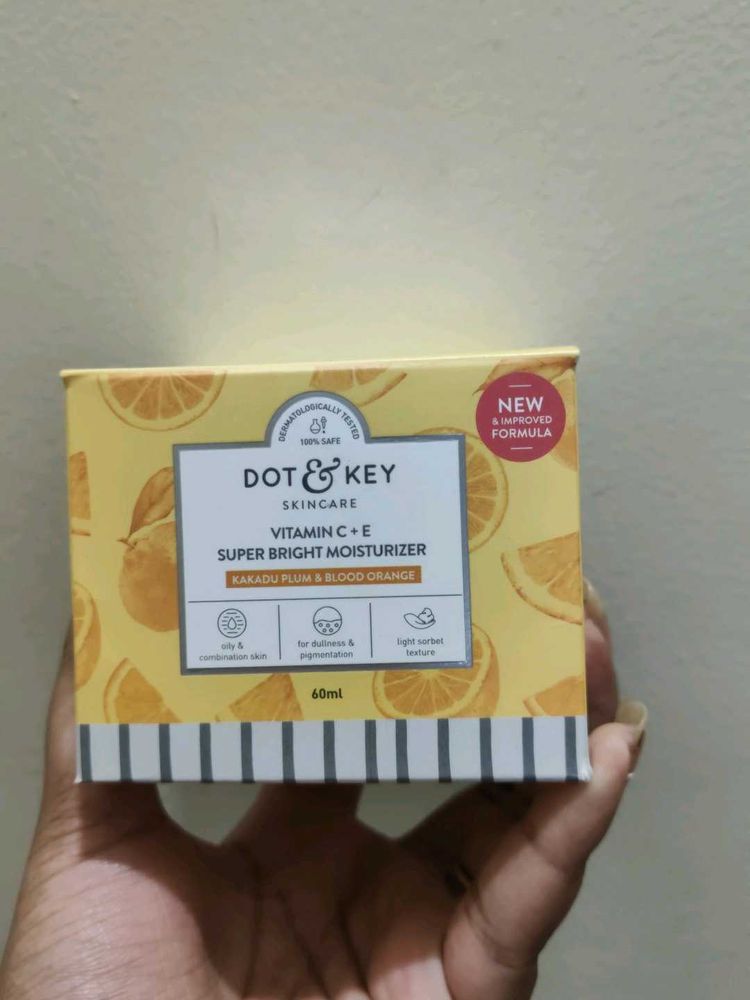 DERMATOLOGICALLY TESTED
100% SAFE
NEW
& IMPROVED
FORMULA
DOT & KEY
SKINCARE
VITAMIN C + E
SUPER BRIGHT MOISTURIZER
KAKADU PLUM & BLOOD ORANGE
oily &
combination skin
for dullness &
pigmentation
light sorbet
texture
60ml